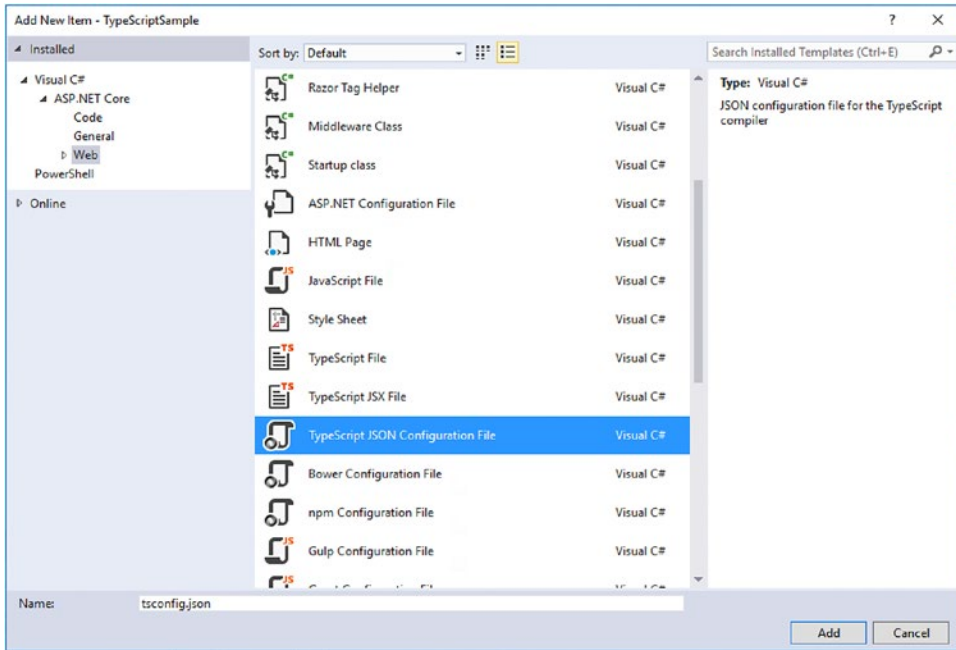 Add New Item - TypeScriptSample
? X
Installed
Sort by: Default
Search Installed Templates (Ctrl+E)
Visual C#
ASP.NET Core
Code
General
Web
PowerShell
Online
Razor Tag Helper Visual C#
Middleware Class Visual C#
Startup class Visual C#
ASP.NET Configuration File Visual C#
HTML Page Visual C#
JavaScript File Visual C#
Style Sheet Visual C#
TypeScript File Visual C#
TypeScript JSX File Visual C#
TypeScript JSON Configuration File Visual C#
Bower Configuration File Visual C#
npm Configuration File Visual C#
Gulp Configuration File Visual C#
Type: Visual C#
JSON configuration file for the TypeScript
compiler
Name: tsconfig.json
Add Cancel